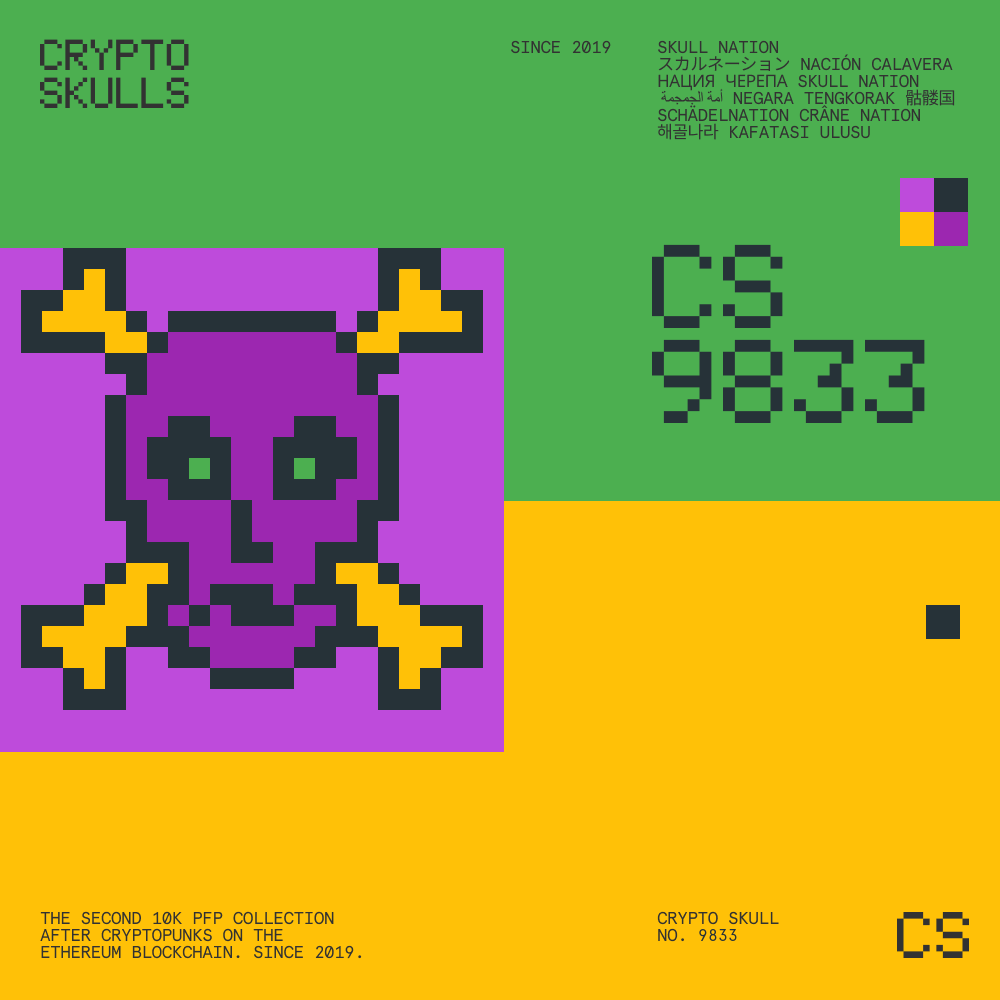 CRYPTO
SKULLS
SINCE 2019
SKULL NATION
スカルネーション NACIÓN CALAVERA
НАЦИЯ ЧЕРЕПА SKULL NATION
أمة الجمجمة NEGARA TENGKORAK 骷髅国
SCHÄDELNATION CRÂNE NATION
해골나라 KAFATASI ULUSU
CS
9833
THE SECOND 10K PFP COLLECTION
AFTER CRYPTOPUNKS ON THE
ETHEREUM BLOCKCHAIN. SINCE 2019.
CRYPTO SKULL
NO. 9833
CS